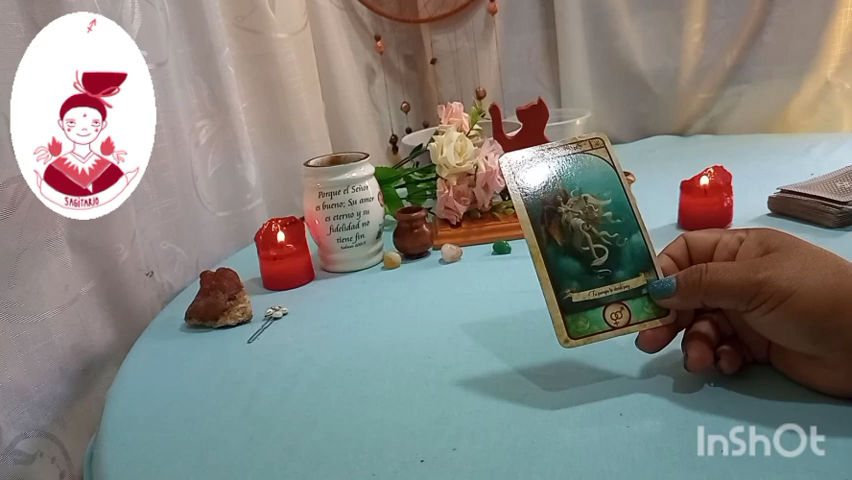 SAGITARIO
Porque el Señor
es bueno; Su amor
es eterno y su
fidelidad no
tiene fin.
InShOt